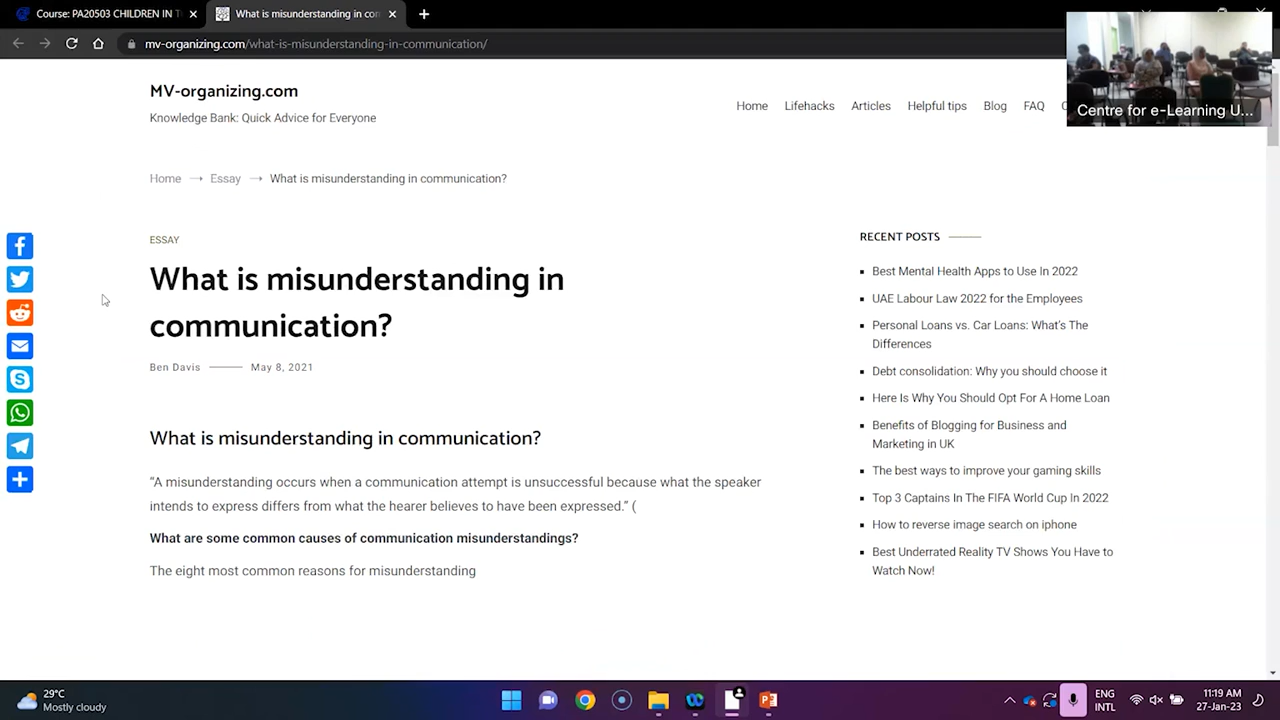 Course: PA20503 CHILDREN IN T
What is misunderstanding in con
mv-organizing.com/what-is-misunderstanding-in-communication/
Centre for e-Learning U...
MV-organizing.com
Knowledge Bank: Quick Advice for Everyone
Home Lifehacks Articles Helpful tips Blog FAQ
Home → Essay → What is misunderstanding in communication?
ESSAY
What is misunderstanding in
communication?
Ben Davis May 8, 2021
What is misunderstanding in communication?
“A misunderstanding occurs when a communication attempt is unsuccessful because what the speaker
intends to express differs from what the hearer believes to have been expressed.” (
What are some common causes of communication misunderstandings?
The eight most common reasons for misunderstanding
RECENT POSTS
Best Mental Health Apps to Use In 2022
UAE Labour Law 2022 for the Employees
Personal Loans vs. Car Loans: What’s The
Differences
Debt consolidation: Why you should choose it
Here Is Why You Should Opt For A Home Loan
Benefits of Blogging for Business and
Marketing in UK
The best ways to improve your gaming skills
Top 3 Captains In The FIFA World Cup In 2022
How to reverse image search on iphone
Best Underrated Reality TV Shows You Have to
Watch Now!
29°C
Mostly cloudy
ENG
INTL
11:19 AM
27-Jan-23